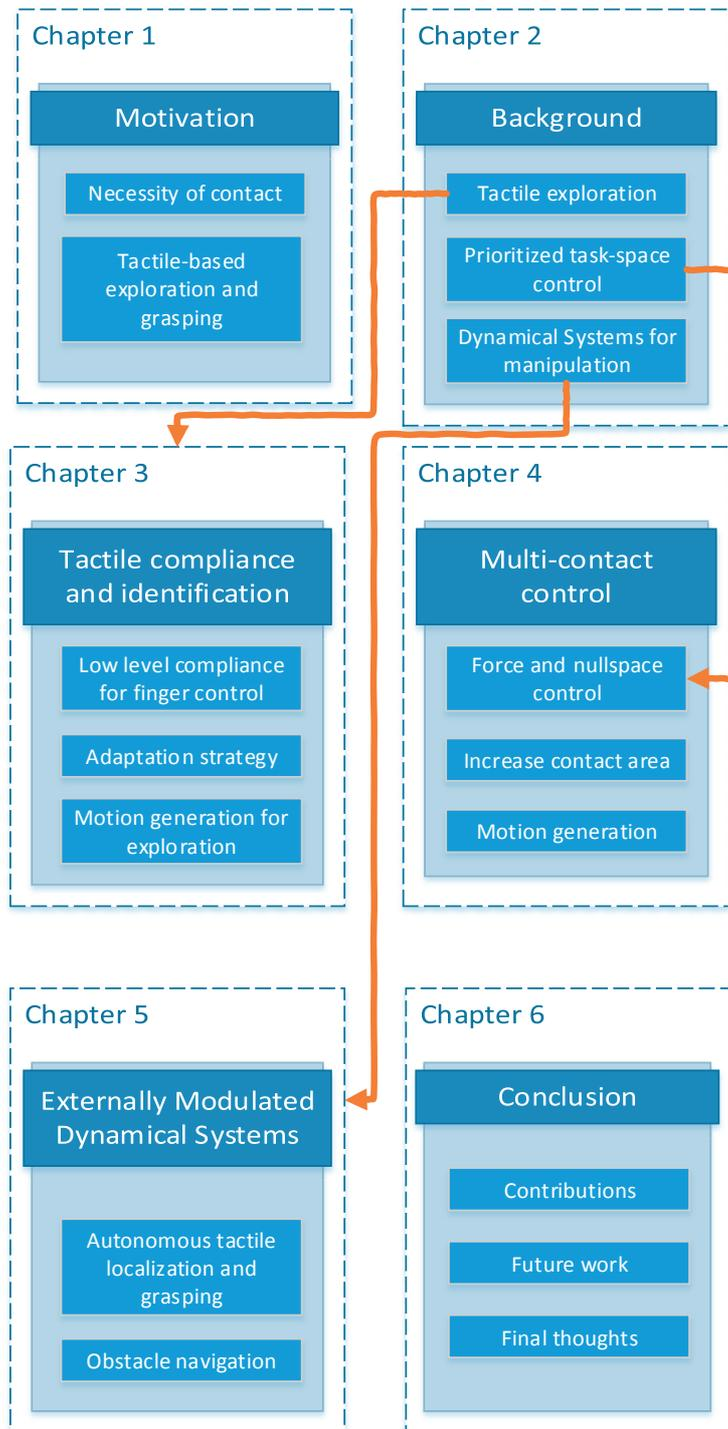 Chapter 1
Motivation
Necessity of contact
Tactile-based
exploration and
grasping
Chapter 2
Background
Tactile exploration
Prioritized task-space
control
Dynamical Systems for
manipulation
Chapter 3
Tactile compliance
and identification
Low level compliance
for finger control
Adaptation strategy
Motion generation for
exploration
Chapter 4
Multi-contact
control
Force and nullspace
control
Increase contact area
Motion generation
Chapter 5
Externally Modulated
Dynamical Systems
Autonomous tactile
localization and
grasping
Obstacle navigation
Chapter 6
Conclusion
Contributions
Future work
Final thoughts